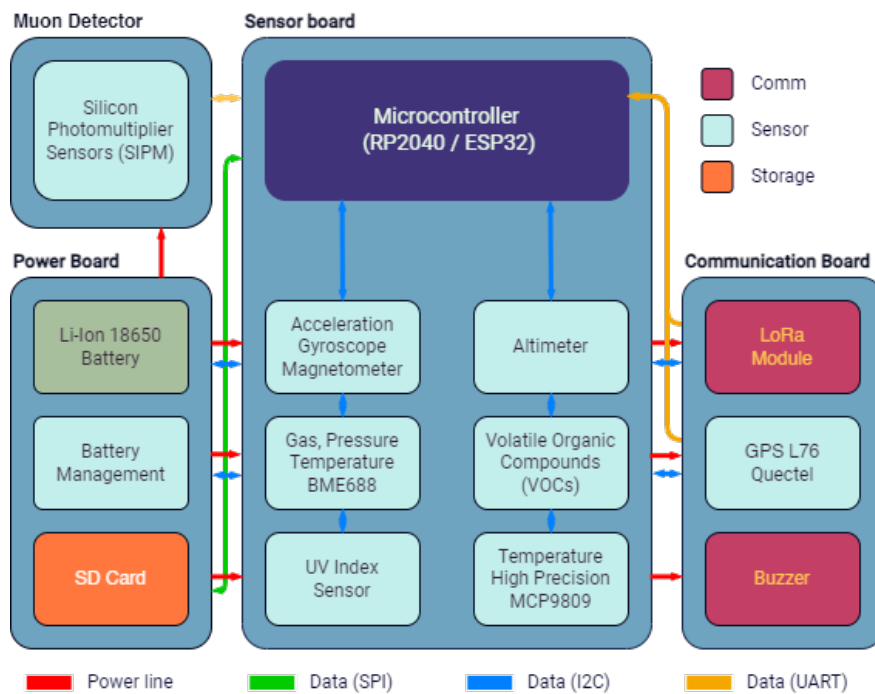 Muon Detector
Sensor board
Silicon
Photomultiplier
Sensors (SIPM)
Microcontroller
(RP2040 / ESP32)
Comm
Sensor
Storage
Power Board
Communication Board
Li-Ion 18650
Battery
Acceleration
Gyroscope
Magnetometer
Altimeter
LoRa
Module
Battery
Management
Gas, Pressure
Temperature
BME688
Volatile Organic
Compounds
(VOCs)
GPS L76
Quectel
SD Card
UV Index
Sensor
Temperature
High Precision
MCP9809
Buzzer
Power line
Data (SPI)
Data (I2C)
Data (UART)